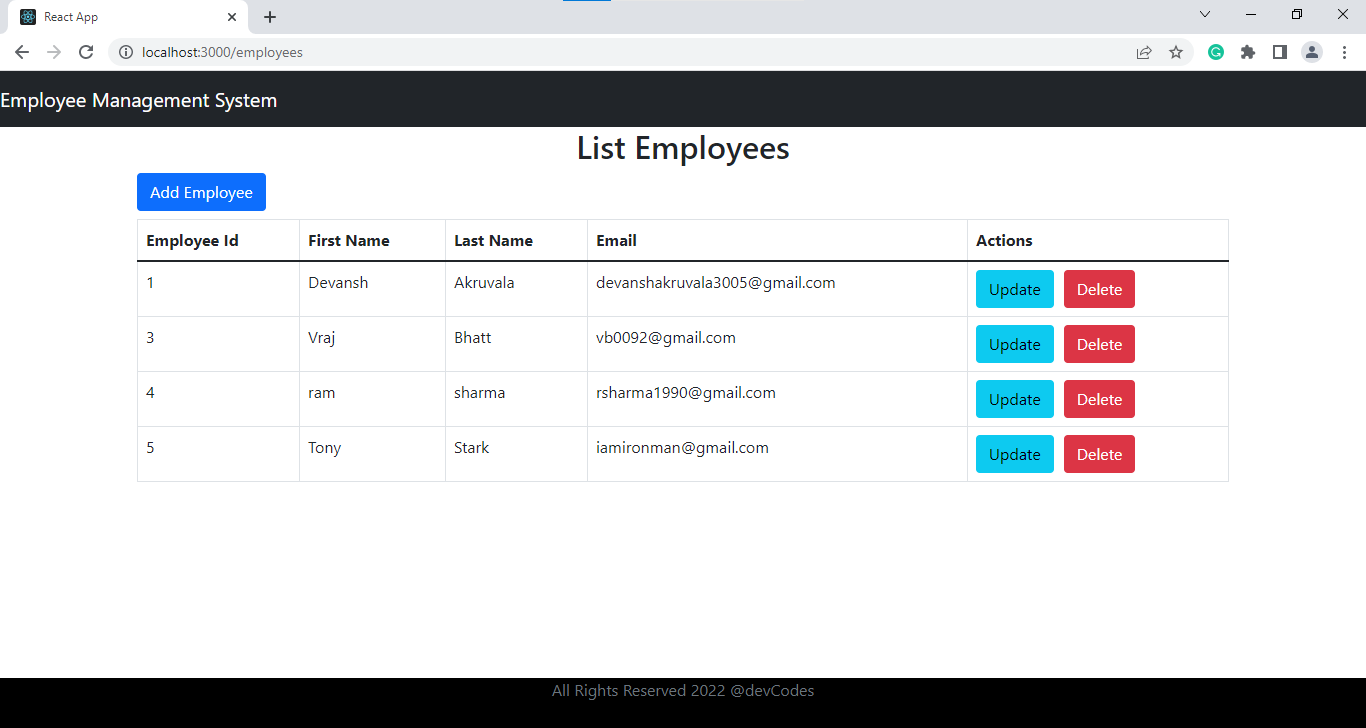 React App
localhost:3000/employees
Employee Management System
List Employees
Add Employee
Employee Id First Name Last Name Email Actions
1 Devansh Akruvala devanshakruvala3005@gmail.com Update Delete
3 Vraj Bhatt vb0092@gmail.com Update Delete
4 ram sharma rsharma1990@gmail.com Update Delete
5 Tony Stark iamironman@gmail.com Update Delete
All Rights Reserved 2022 @devCodes